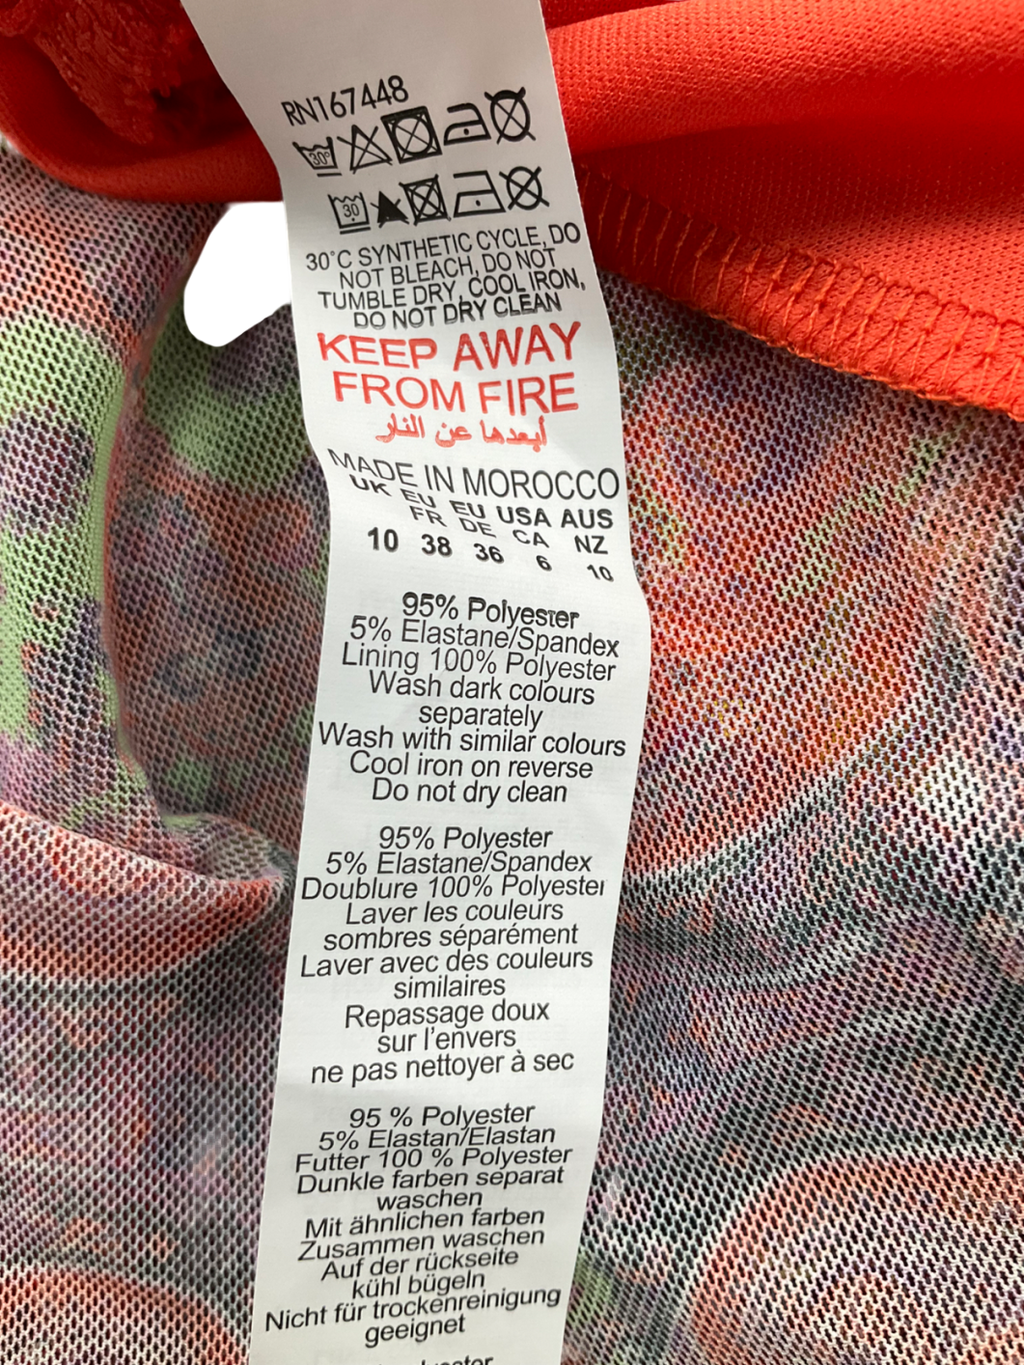 RN167448
30°
30
30°C SYNTHETIC CYCLE, DO
NOT BLEACH, DO NOT
TUMBLE DRY, COOL IRON,
DO NOT DRY CLEAN
KEEP AWAY
FROM FIRE
أبعدها عن النار
MADE IN MOROCCO
UK EU EU USA AUS
FR DE CA NZ
10 38 36 6 10
95% Polyester
5% Elastane/Spandex
Lining 100% Polyester
Wash dark colours
separately
Wash with similar colours
Cool iron on reverse
Do not dry clean
95% Polyester
5% Elastane/Spandex
Doublure 100% Polyester
Laver les couleurs
sombres séparément
Laver avec des couleurs
similaires
Repassage doux
sur l'envers
ne pas nettoyer à sec
95 % Polyester
5% Elastan/Elastan
Futter 100 % Polyester
Dunkle farben separat
waschen
Mit ähnlichen farben
Zusammen waschen
Auf der rückseite
kühl bügeln
Nicht für trockenreinigung
geeignet